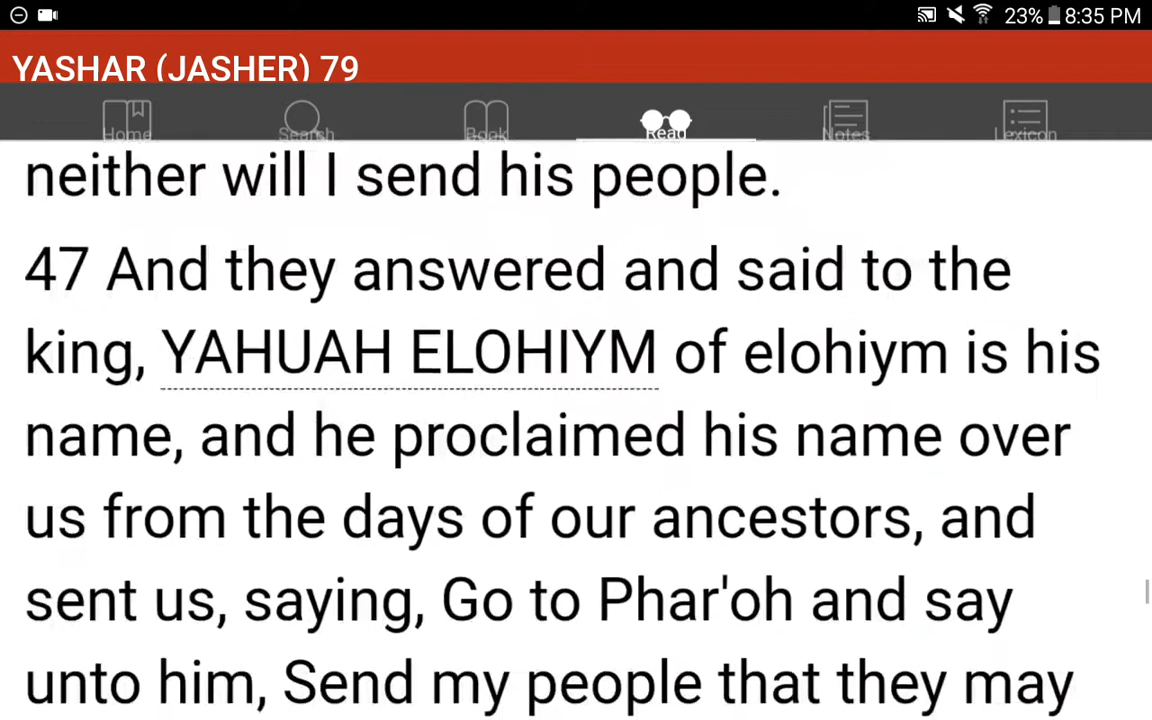 23% 8:35 PM
YASHAR (JASHER) 79
Home Search Book Read Notes Lexicon
neither will I send his people.
47 And they answered and said to the
king, YAHUAH ELOHIYM of elohiym is his
name, and he proclaimed his name over
us from the days of our ancestors, and
sent us, saying, Go to Phar'oh and say
unto him, Send my people that they may